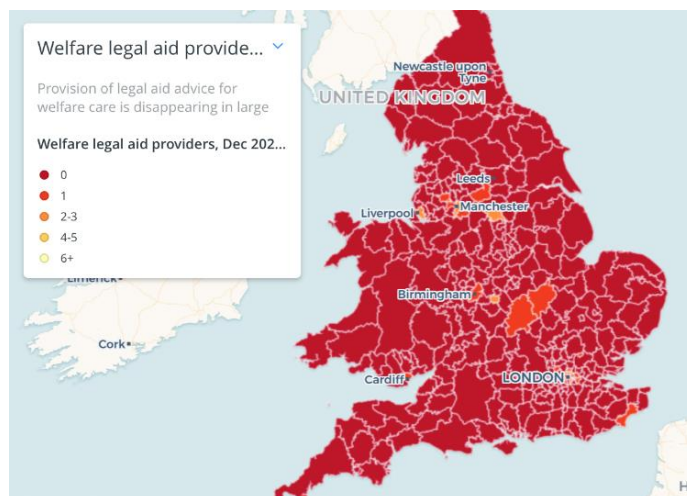 Welfare legal aid provide...
Provision of legal aid advice for
welfare care is disappearing in large
Welfare legal aid providers, Dec 202...
0
1
2-3
4-5
6+
Newcastle upon
Tyne
UNITED KINGDOM
Leeds
Manchester
Liverpool
Limerick
Birmingham
Cork
Cardiff
LONDON
H